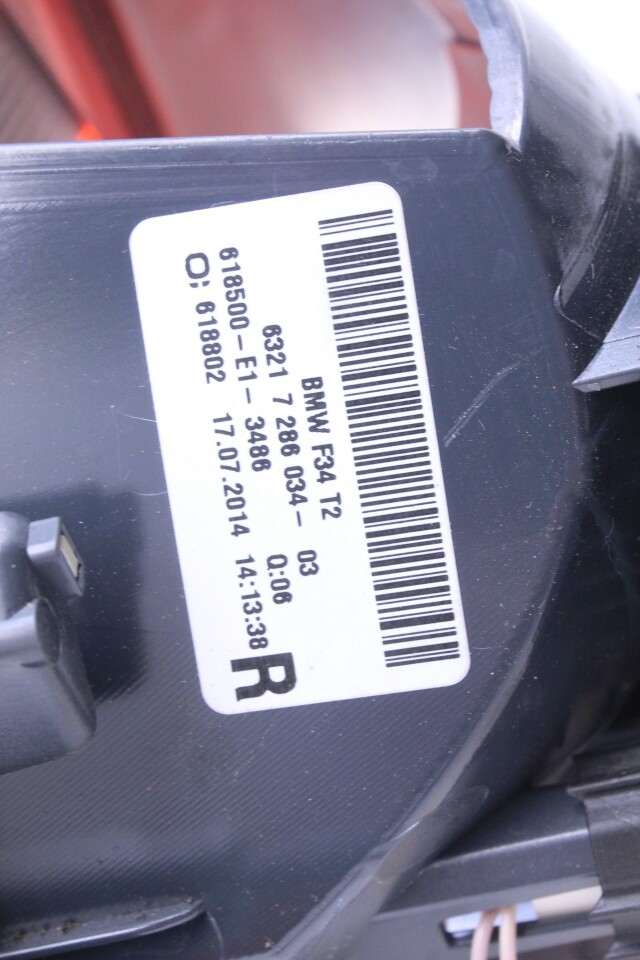 BMW F34 T2
6321 7 286 034 - 03
618500 - E1 - 3486 Q:06
O; 618802 17.07.2014 14:13:38
R